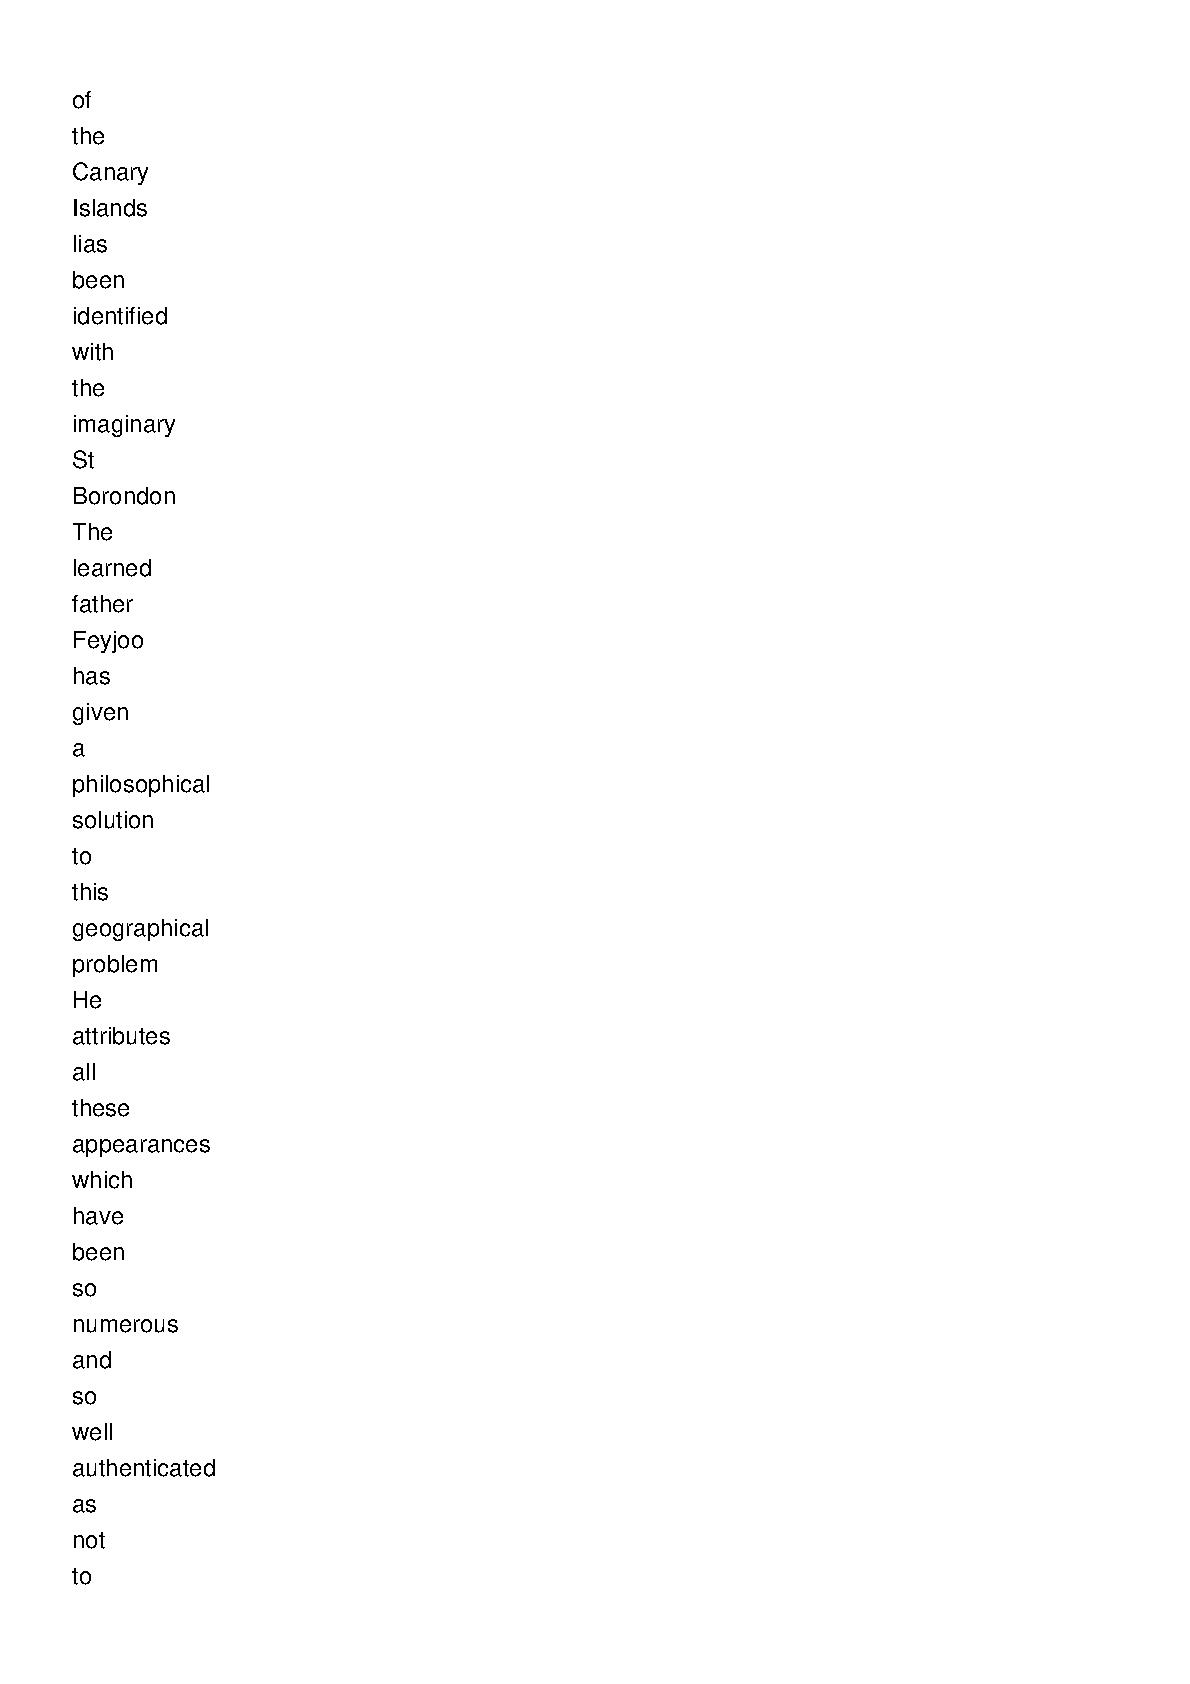 of
the
Canary
Islands
lias
been
identified
with
the
imaginary
St
Borondon
The
learned
father
Feyjoo
has
given
a
philosophical
solution
to
this
geographical
problem
He
attributes
all
these
appearances
which
have
been
so
numerous
and
so
well
authenticated
as
not
to